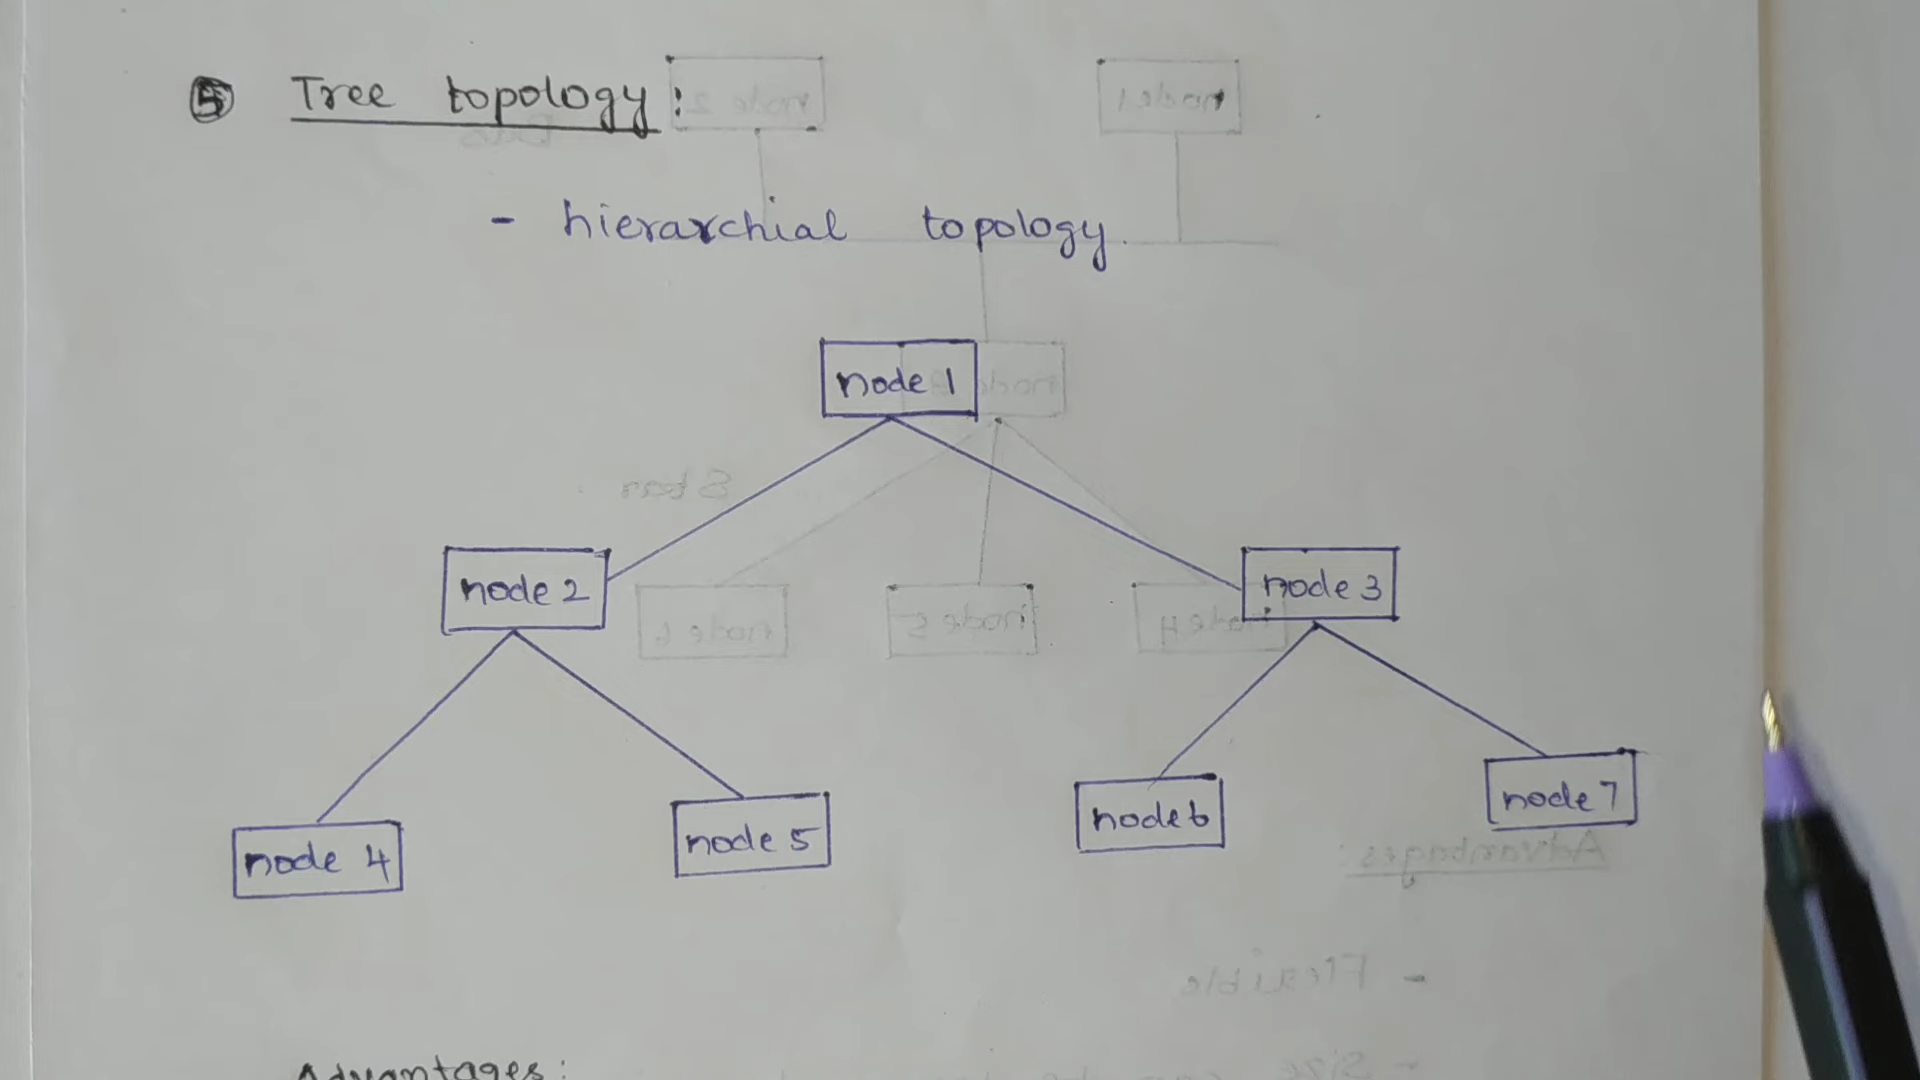 5 Tree topology :
- hierarchial topology.
node 1
node 2
node 3
node 4
node 5
node 6
node 7
Advantages :